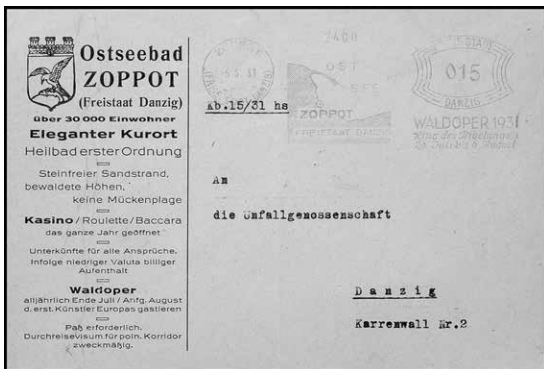 Ostseebad
ZOPPOT
(Freistaat Danzig)
über 30 000 Einwohner
Eleganter Kurort
Heilbad erster Ordnung
Steinfreier Sandstrand,
bewaldete Höhen,
keine Mückenplage
Kasino / Roulette / Baccara
das ganze Jahr geöffnet
Unterkünfte für alle Ansprüche.
Infolge niedriger Valuta billiger
Aufenthalt
Waldoper
alljährlich Ende Juli / Anfg. August
d. erst. Künstler Europas gastieren
Paß erforderlich.
Durchreisevisum für poln. Korridor
zweckmäßig.
OST
SEE
ZOPPOT
FREISTAAT DANZIG
015
DANZIG
WALDOPER 1931
Kb.15/31 hs
An
die Unfallgenossenschaft
Danzig
Karrenwall Nr.2